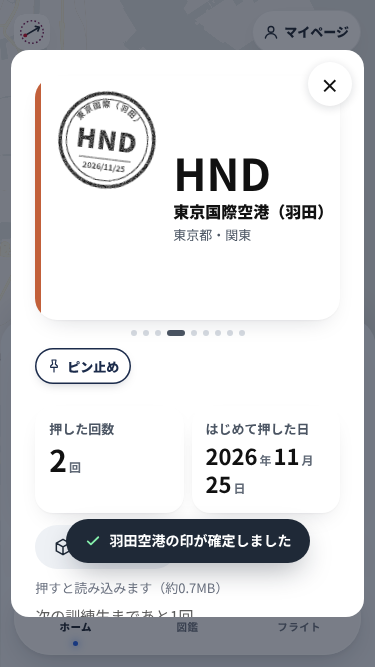 マイページ
東京国際（羽田）
HND
2026/11/25
HND
東京国際空港（羽田）
東京都・関東
ピン止め
押した回数
2回
はじめて押した日
2026年11月
25日
羽田空港の印が確定しました
押すと読み込みます（約0.7MB）
次の訓練生まであと1回
ホーム
図鑑
フライト